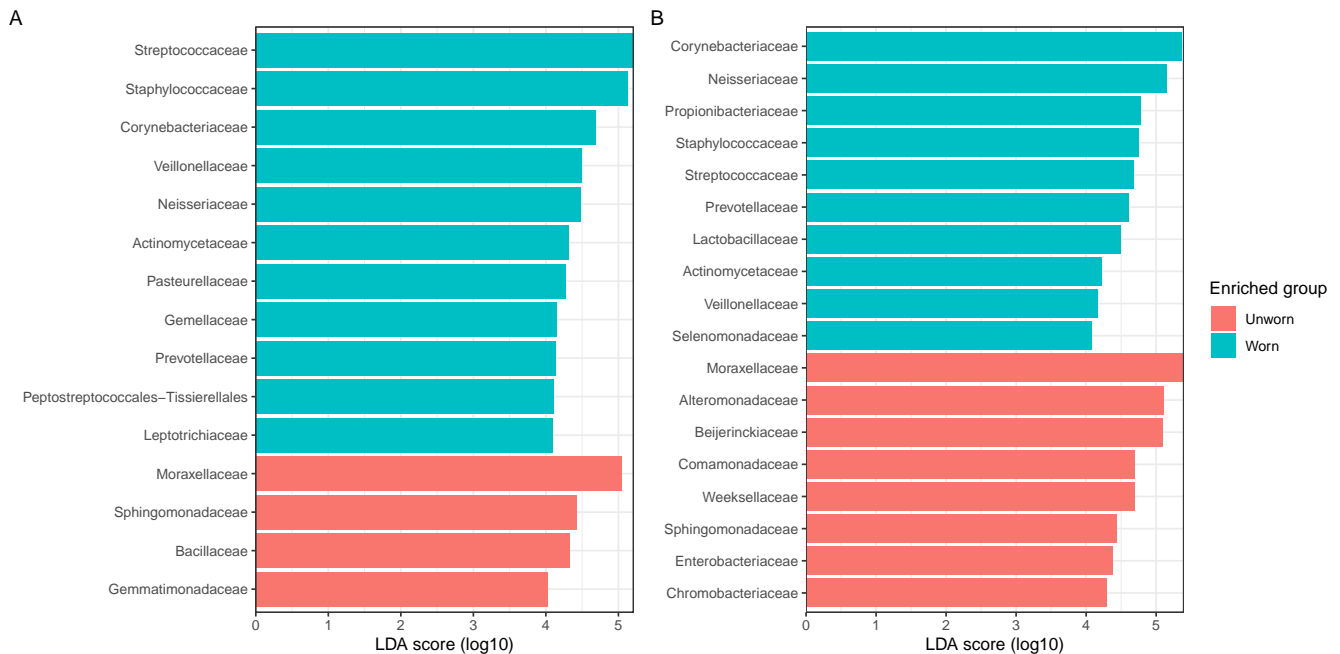 A
Streptococcaceae
Staphylococcaceae
Corynebacteriaceae
Veillonellaceae
Neisseriaceae
Actinomycetaceae
Pasteurellaceae
Gemellaceae
Prevotellaceae
Peptostreptococcales−Tissierellales
Leptotrichiaceae
Moraxellaceae
Sphingomonadaceae
Bacillaceae
Gemmatimonadaceae
0 1 2 3 4 5
LDA score (log10)
B
Corynebacteriaceae
Neisseriaceae
Propionibacteriaceae
Staphylococcaceae
Streptococcaceae
Prevotellaceae
Lactobacillaceae
Actinomycetaceae
Veillonellaceae
Selenomonadaceae
Moraxellaceae
Alteromonadaceae
Beijerinckiaceae
Comamonadaceae
Weeksellaceae
Sphingomonadaceae
Enterobacteriaceae
Chromobacteriaceae
0 1 2 3 4 5
LDA score (log10)
Enriched group
Unworn
Worn